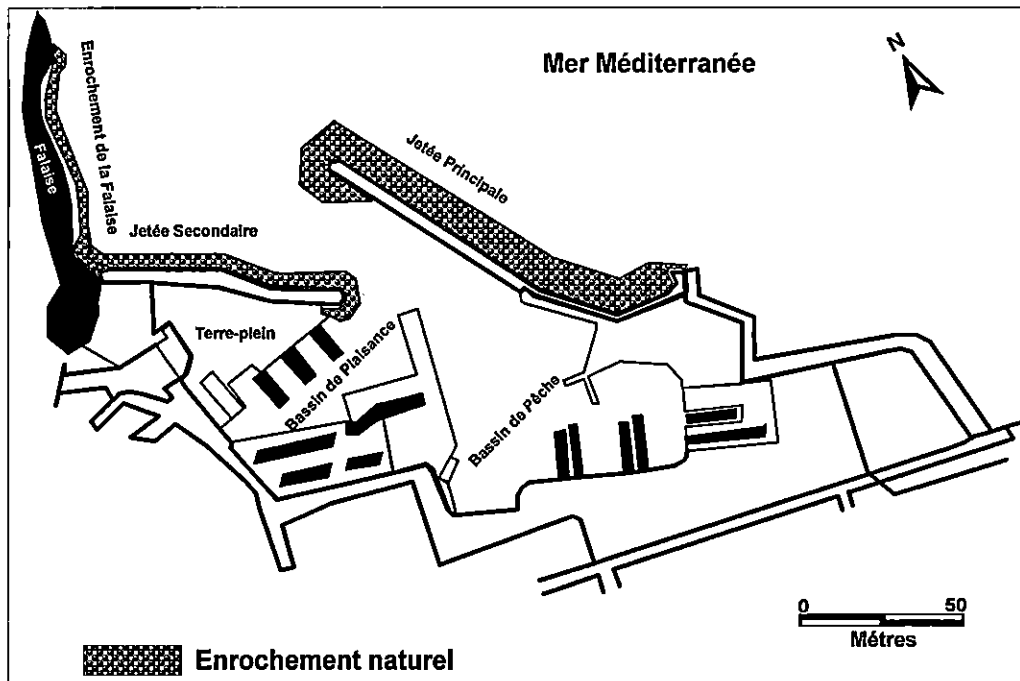 Mer Méditerranée
N
Enrochement de la Falaise
Falaise
Jetée Principale
Jetée Secondaire
Terre-plein
Bassin de Plaisance
Bassin de Pêche
0 50
Métres
Enrochement naturel